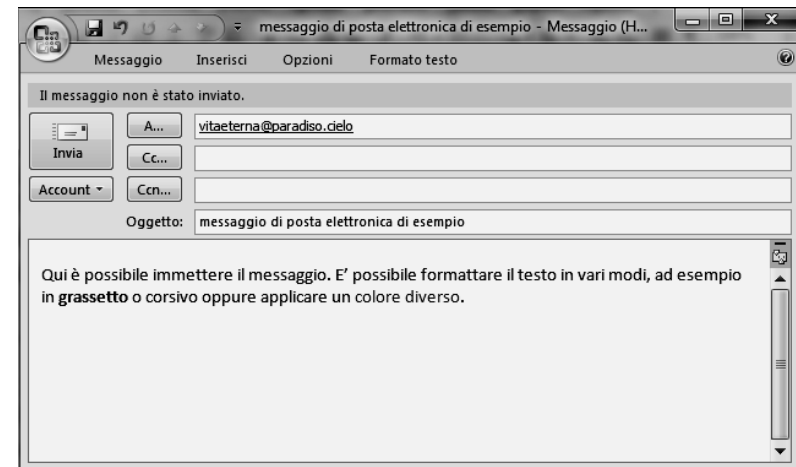 messaggio di posta elettronica di esempio - Messaggio (H...
Messaggio Inserisci Opzioni Formato testo
Il messaggio non è stato inviato.
Invia
A... vitaeterna@paradiso.cielo
Cc...
Account Ccn...
Oggetto: messaggio di posta elettronica di esempio
Qui è possibile immettere il messaggio. E' possibile formattare il testo in vari modi, ad esempio
in grassetto o corsivo oppure applicare un colore diverso.